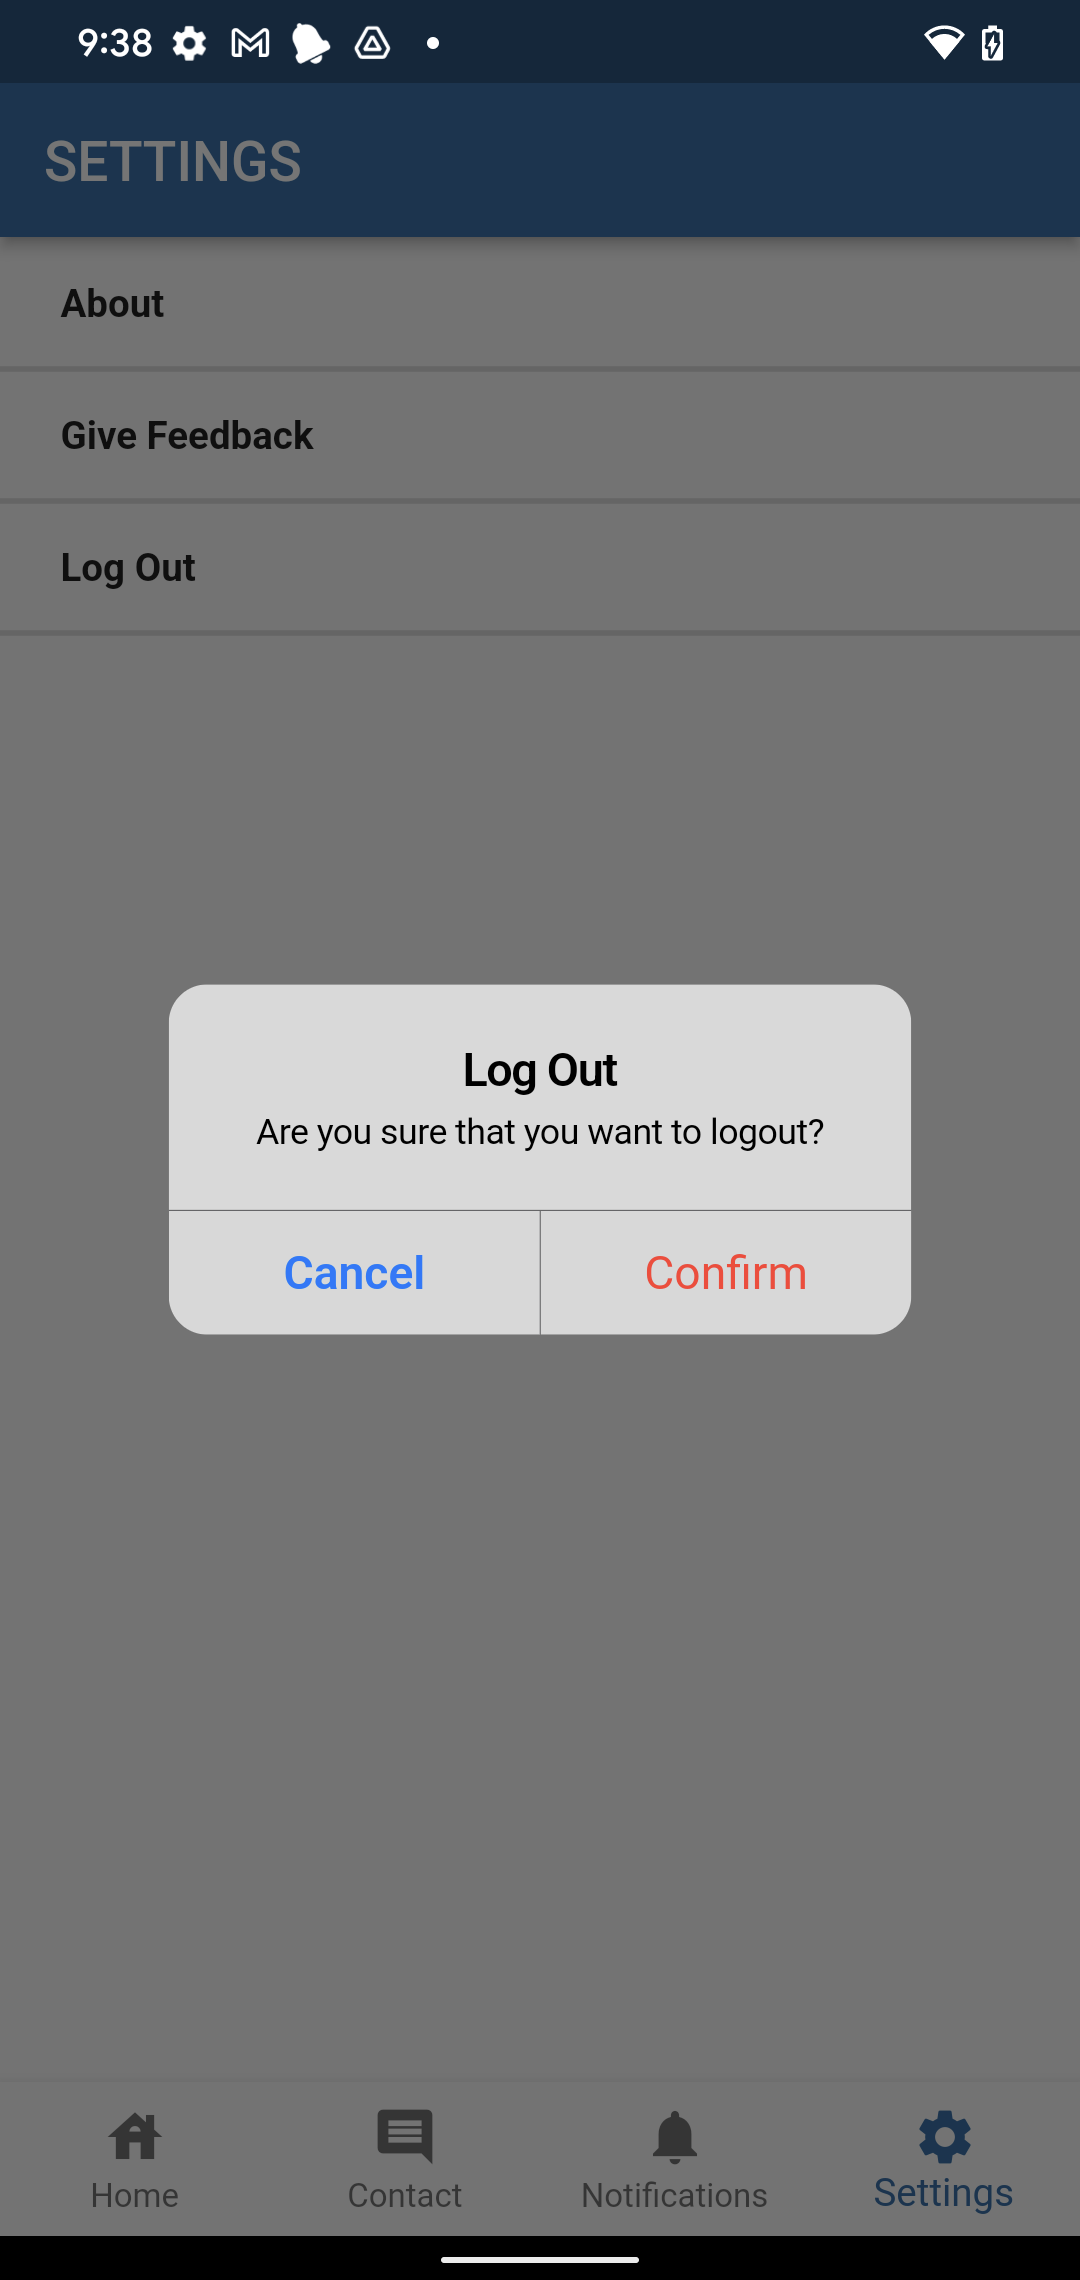 9:38
SETTINGS
About
Give Feedback
Log Out
Log Out
Are you sure that you want to logout?
Cancel Confirm
Home Contact Notifications Settings